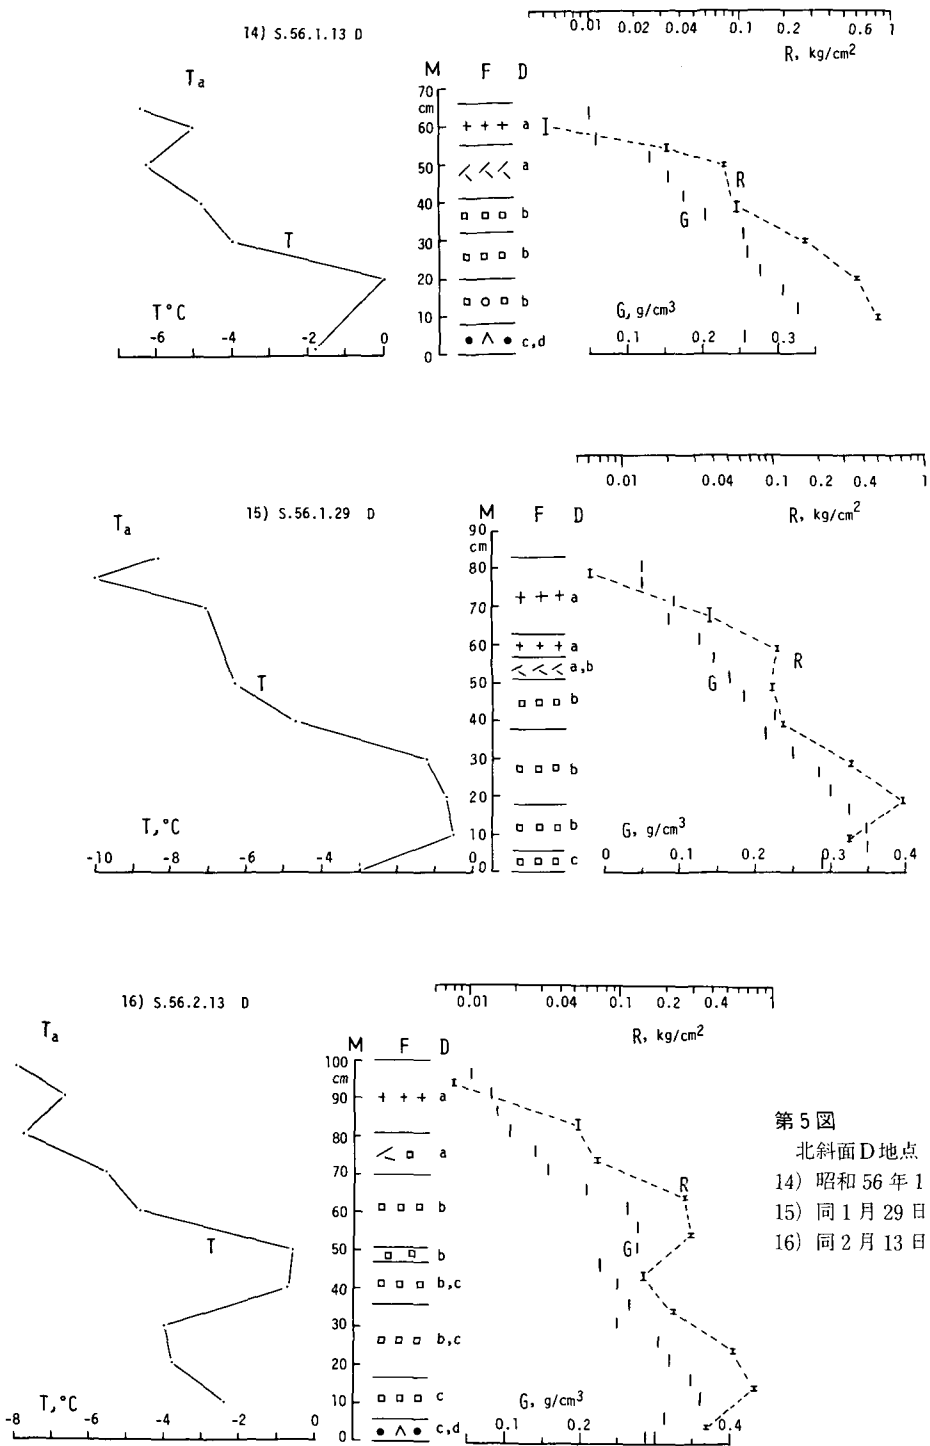 14) S.56.1.13 D
0.01 0.02 0.04 0.1 0.2 0.6 1
R, kg/cm2
Ta
M F D
70
cm
60
50
40
30
20
10
0
a
a
b
b
b
c,d
R
G
T
T°C
-6 -4 -2 0
G, g/cm3
0.1 0.2 0.3
15) S.56.1.29 D
0.01 0.04 0.1 0.2 0.4 1
R, kg/cm2
Ta
M F D
90
cm
80
70
60
50
40
30
20
10
0
a
a
a,b
b
b
b
c
R
G
T
T,°C
-10 -8 -6 -4 0
G, g/cm3
0 0.1 0.2 0.3 0.4
16) S.56.2.13 D
0.01 0.04 0.1 0.2 0.4 1
R, kg/cm2
Ta
M F D
100
cm
90
80
70
60
50
40
30
20
10
0
a
a
b
b
b,c
b,c
c
c,d
R
G
T
T,°C
-8 -6 -4 -2 0
G, g/cm3
0.1 0.2 0.4
第5図
北斜面D地点
14) 昭和56年1
15) 同1月29日
16) 同2月13日